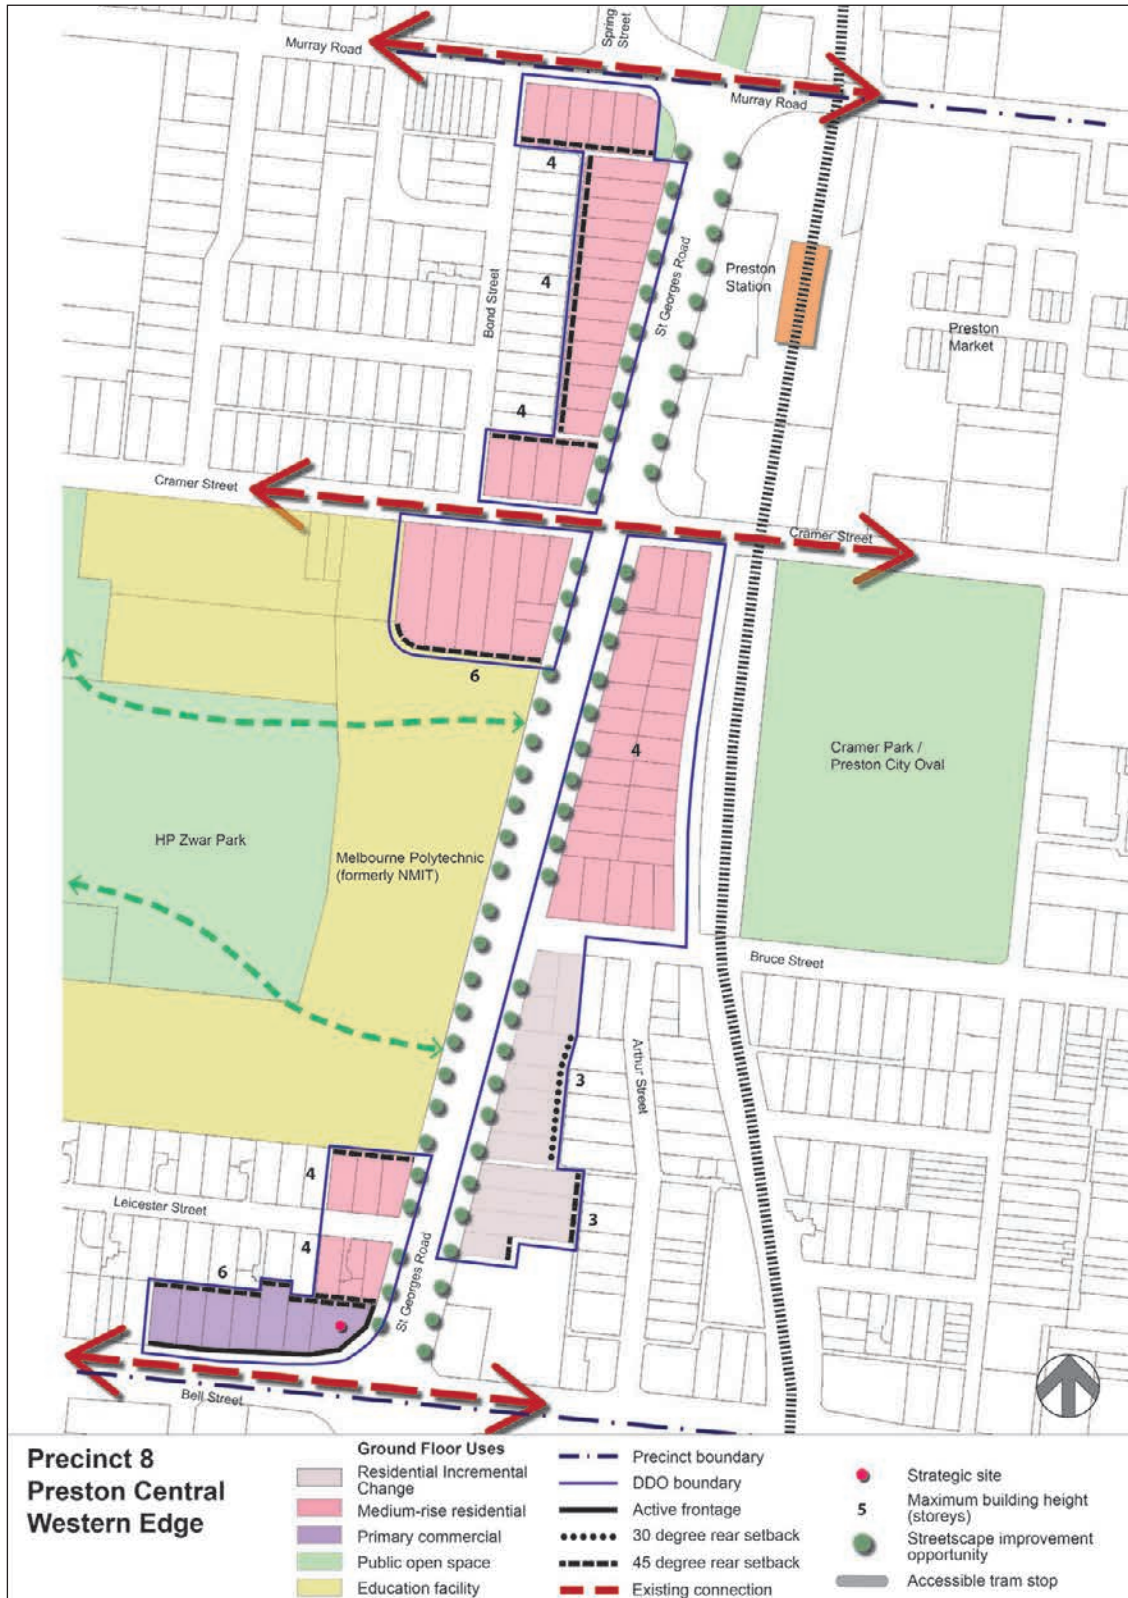 Spring
Street
Murray Road
Murray Road
4
Preston
Station
St Georges Road
4
Bond Street
Preston
Market
4
Cramer Street
Cramer Street
6
4
Cramer Park /
Preston City Oval
HP Zwar Park
Melbourne Polytechnic
(formerly NMIT)
Bruce Street
Arthur Street
3
4
Leicester Street
3
4
6
St Georges Road
Bell Street
Precinct 8
Preston Central
Western Edge
Ground Floor Uses
Residential Incremental
Change
Medium-rise residential
Primary commercial
Public open space
Education facility
Precinct boundary
DDO boundary
Active frontage
30 degree rear setback
45 degree rear setback
Existing connection
Strategic site
5
Maximum building height
(storeys)
Streetscape improvement
opportunity
Accessible tram stop